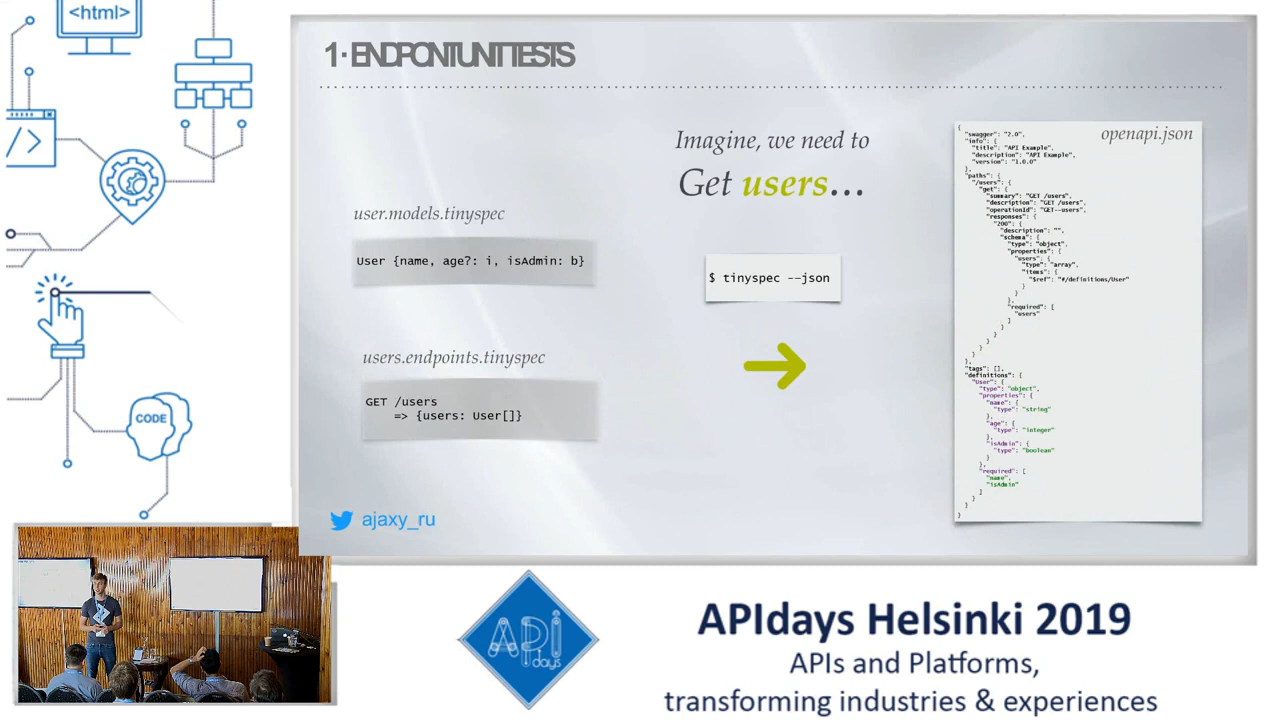 <html>
</>
CODE
1· ENDPOINT UNIT TESTS
user.models.tinyspec
User {name, age?: i, isAdmin: b}
users.endpoints.tinyspec
GET /users
=> {users: User[]}
ajaxy_ru
Imagine, we need to
Get users...
$ tinyspec --json
openapi.json
{
"swagger": "2.0",
"info": {
"title": "API Example",
"description": "API Example",
"version": "1.0.0"
},
"paths": {
"/users": {
"get": {
"summary": "GET /users",
"description": "GET /users",
"operationId": "GET--users",
"responses": {
"200": {
"description": "",
"schema": {
"type": "object",
"properties": {
"users": {
"type": "array",
"items": {
"$ref": "#/definitions/User"
}
}
},
"required": [
"users"
]
}
}
}
}
}
},
"tags": [],
"definitions": {
"User": {
"type": "object",
"properties": {
"name": {
"type": "string"
},
"age": {
"type": "integer"
},
"isAdmin": {
"type": "boolean"
}
},
"required": [
"name",
"isAdmin"
]
}
}
}
APi
days
APIdays Helsinki 2019
APIs and Platforms,
transforming industries & experiences